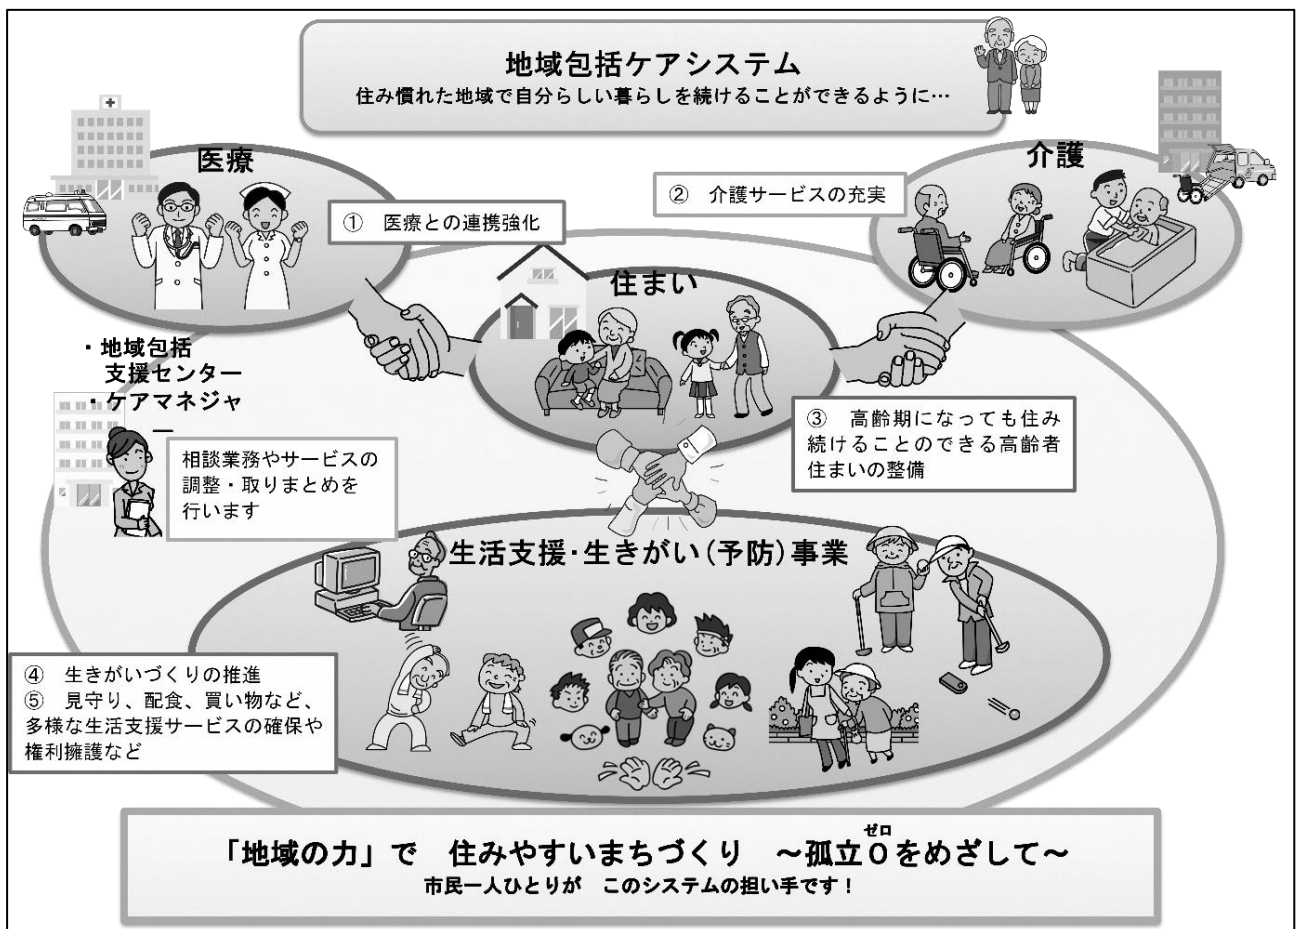 地域包括ケアシステム
住み慣れた地域で自分らしい暮らしを続けることができるように…
医療
介護
② 介護サービスの充実
① 医療との連携強化
住まい
・地域包括
支援センター
・ケアマネジャ
ー
相談業務やサービスの
調整・取りまとめを
行います
③ 高齢期になっても住み
続けることのできる高齢者
住まいの整備
生活支援・生きがい(予防)事業
④ 生きがいづくりの推進
⑤ 見守り、配食、買い物など、
多様な生活支援サービスの確保や
権利擁護など
ゼロ
「地域の力」で 住みやすいまちづくり ～孤立０をめざして～
市民一人ひとりが このシステムの担い手です！